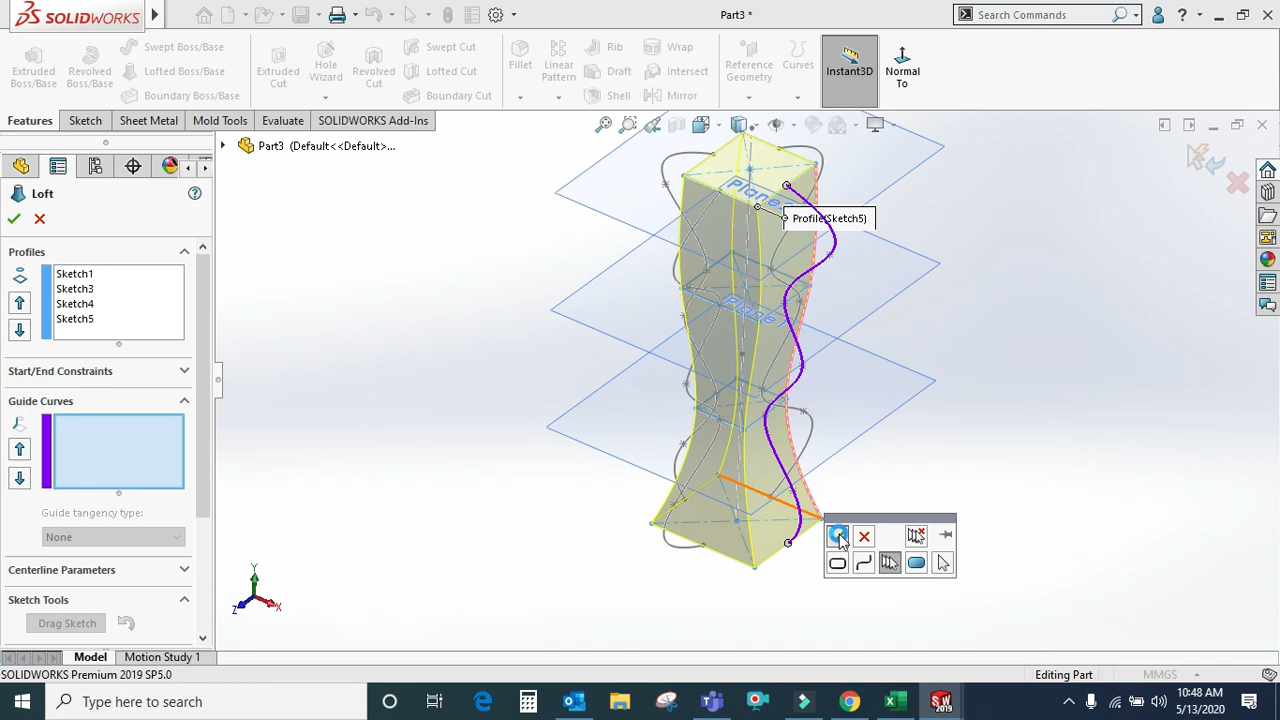 SOLIDWORKS
Part3 *
Search Commands
Extruded Boss/Base
Revolved Boss/Base
Swept Boss/Base
Lofted Boss/Base
Boundary Boss/Base
Extruded Cut
Hole Wizard
Revolved Cut
Swept Cut
Lofted Cut
Boundary Cut
Fillet
Linear Pattern
Rib
Draft
Shell
Wrap
Intersect
Mirror
Reference Geometry
Curves
Instant3D
Normal To
Features
Sketch
Sheet Metal
Mold Tools
Evaluate
SOLIDWORKS Add-Ins
Part3 (Default<<Default>...
Loft
Profiles
Sketch1
Sketch3
Sketch4
Sketch5
Start/End Constraints
Guide Curves
Guide tangency type:
None
Centerline Parameters
Sketch Tools
Drag Sketch
Profile(Sketch5)
Plane
Y
Z
X
Model
Motion Study 1
SOLIDWORKS Premium 2019 SP5.0
Editing Part
MMGS
Type here to search
10:48 AM
5/13/2019